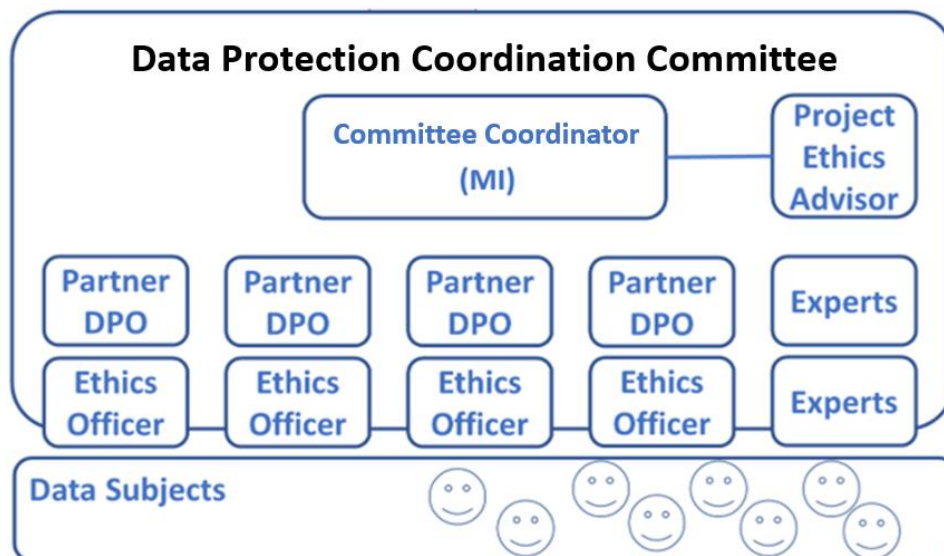 Data Protection Coordination Committee
Committee Coordinator
(MI)
Project
Ethics
Advisor
Partner
DPO
Partner
DPO
Partner
DPO
Partner
DPO
Experts
Ethics
Officer
Ethics
Officer
Ethics
Officer
Ethics
Officer
Experts
Data Subjects